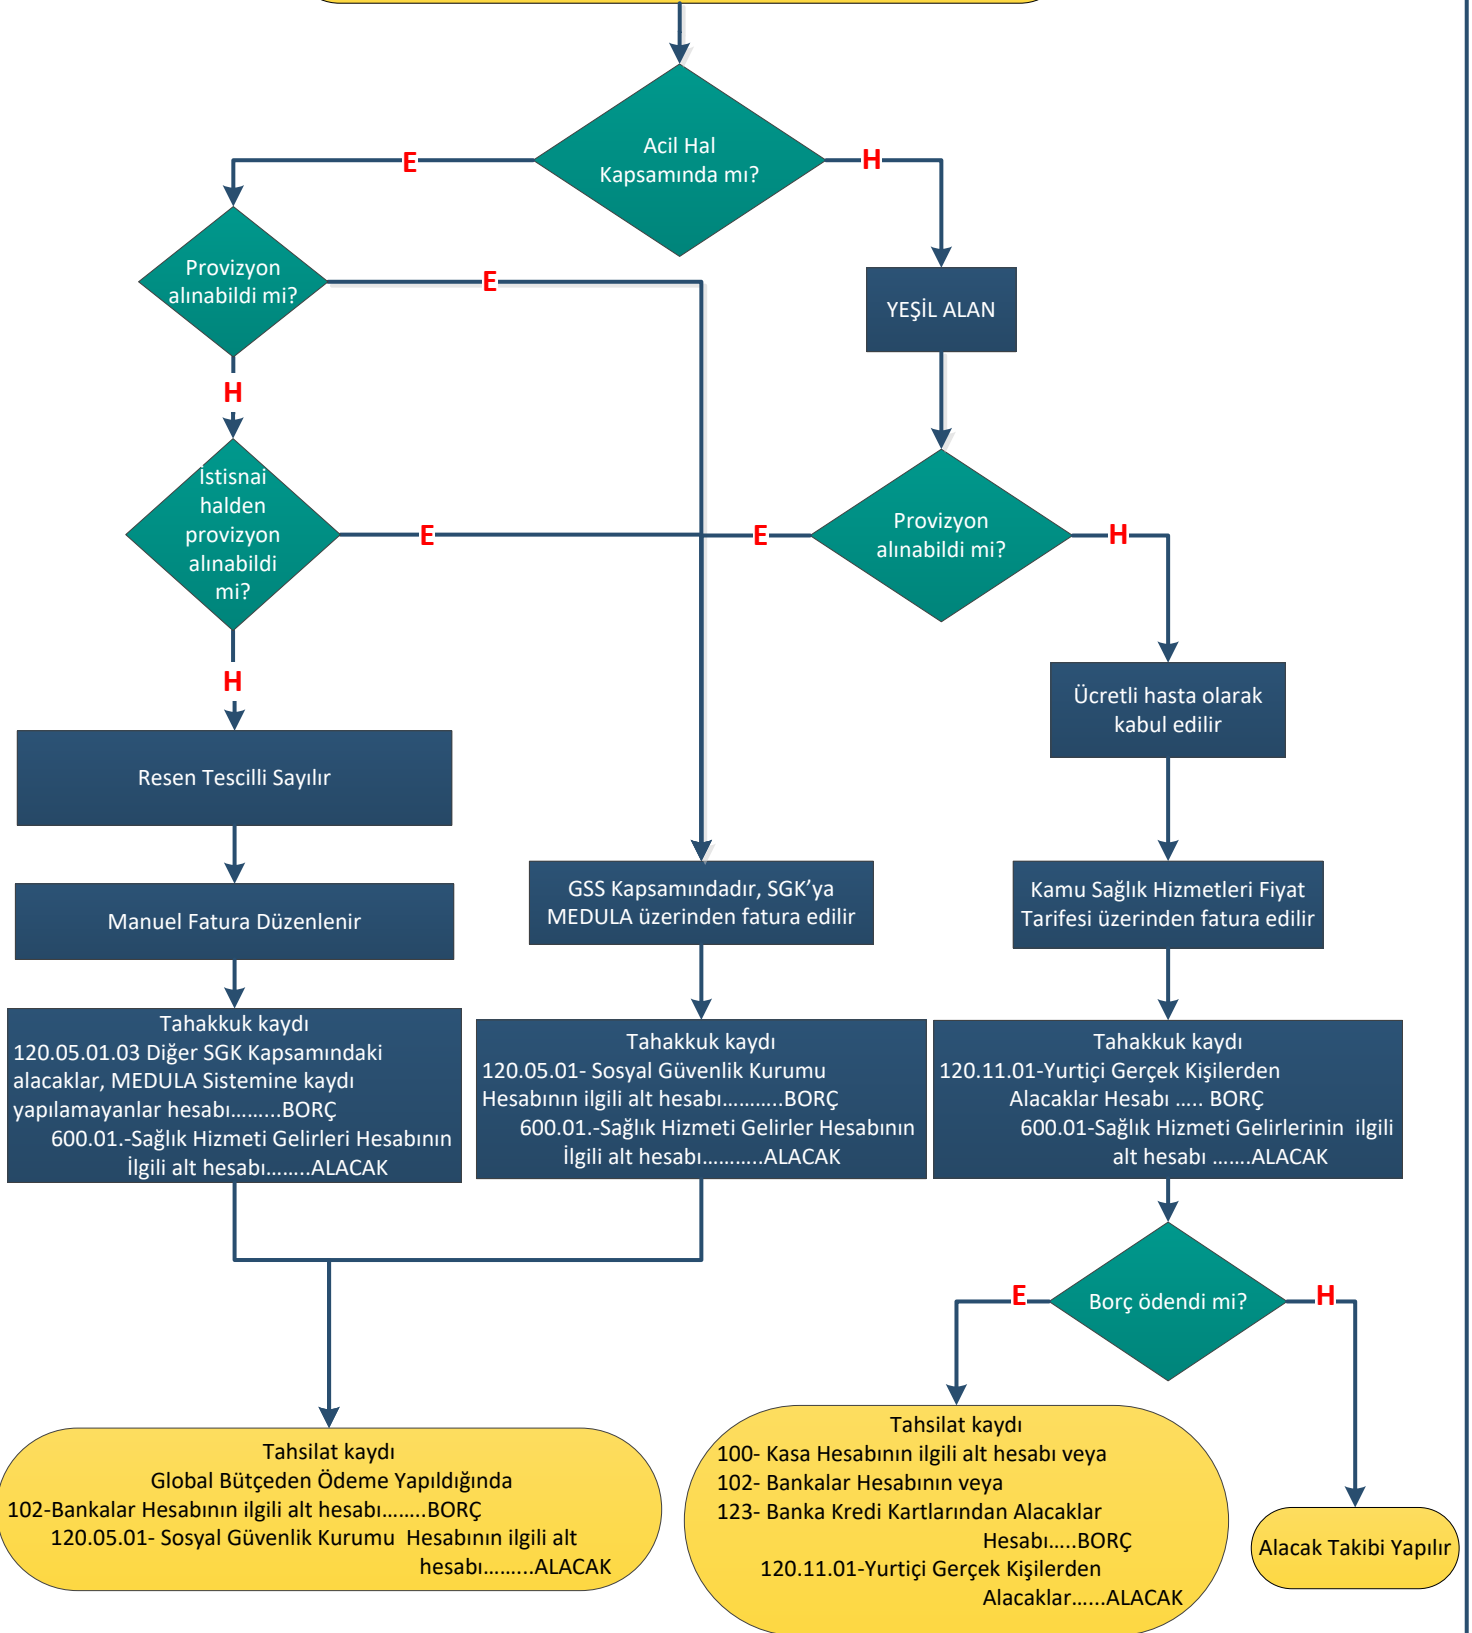 Acil Hal
Kapsamında mı?
E
H
Provizyon
alınabildi mi?
E
YEŞİL ALAN
H
İstisnai
halden
provizyon
alınabildi
mi?
E
E
Provizyon
alınabildi mi?
H
H
Ücretli hasta olarak
kabul edilir
Resen Tescilli Sayılır
Manuel Fatura Düzenlenir
GSS Kapsamındadır, SGK’ya
MEDULA üzerinden fatura edilir
Kamu Sağlık Hizmetleri Fiyat
Tarifesi üzerinden fatura edilir
Tahakkuk kaydı
120.05.01.03 Diğer SGK Kapsamındaki
alacaklar, MEDULA Sistemine kaydı
yapılamayanlar hesabı………BORÇ
600.01.-Sağlık Hizmeti Gelirleri Hesabının
İlgili alt hesabı……..ALACAK
Tahakkuk kaydı
120.05.01- Sosyal Güvenlik Kurumu
Hesabının ilgili alt hesabı………..BORÇ
600.01.-Sağlık Hizmeti Gelirler Hesabının
İlgili alt hesabı………..ALACAK
Tahakkuk kaydı
120.11.01-Yurtiçi Gerçek Kişilerden
Alacaklar Hesabı ….. BORÇ
600.01-Sağlık Hizmeti Gelirlerinin ilgili
alt hesabı …….ALACAK
Borç ödendi mi?
E
H
Tahsilat kaydı
Global Bütçeden Ödeme Yapıldığında
102-Bankalar Hesabının ilgili alt hesabı……..BORÇ
120.05.01- Sosyal Güvenlik Kurumu Hesabının ilgili alt
hesabı………ALACAK
Tahsilat kaydı
100- Kasa Hesabının ilgili alt hesabı veya
102- Bankalar Hesabının veya
123- Banka Kredi Kartlarından Alacaklar
Hesabı…..BORÇ
120.11.01-Yurtiçi Gerçek Kişilerden
Alacaklar……ALACAK
Alacak Takibi Yapılır